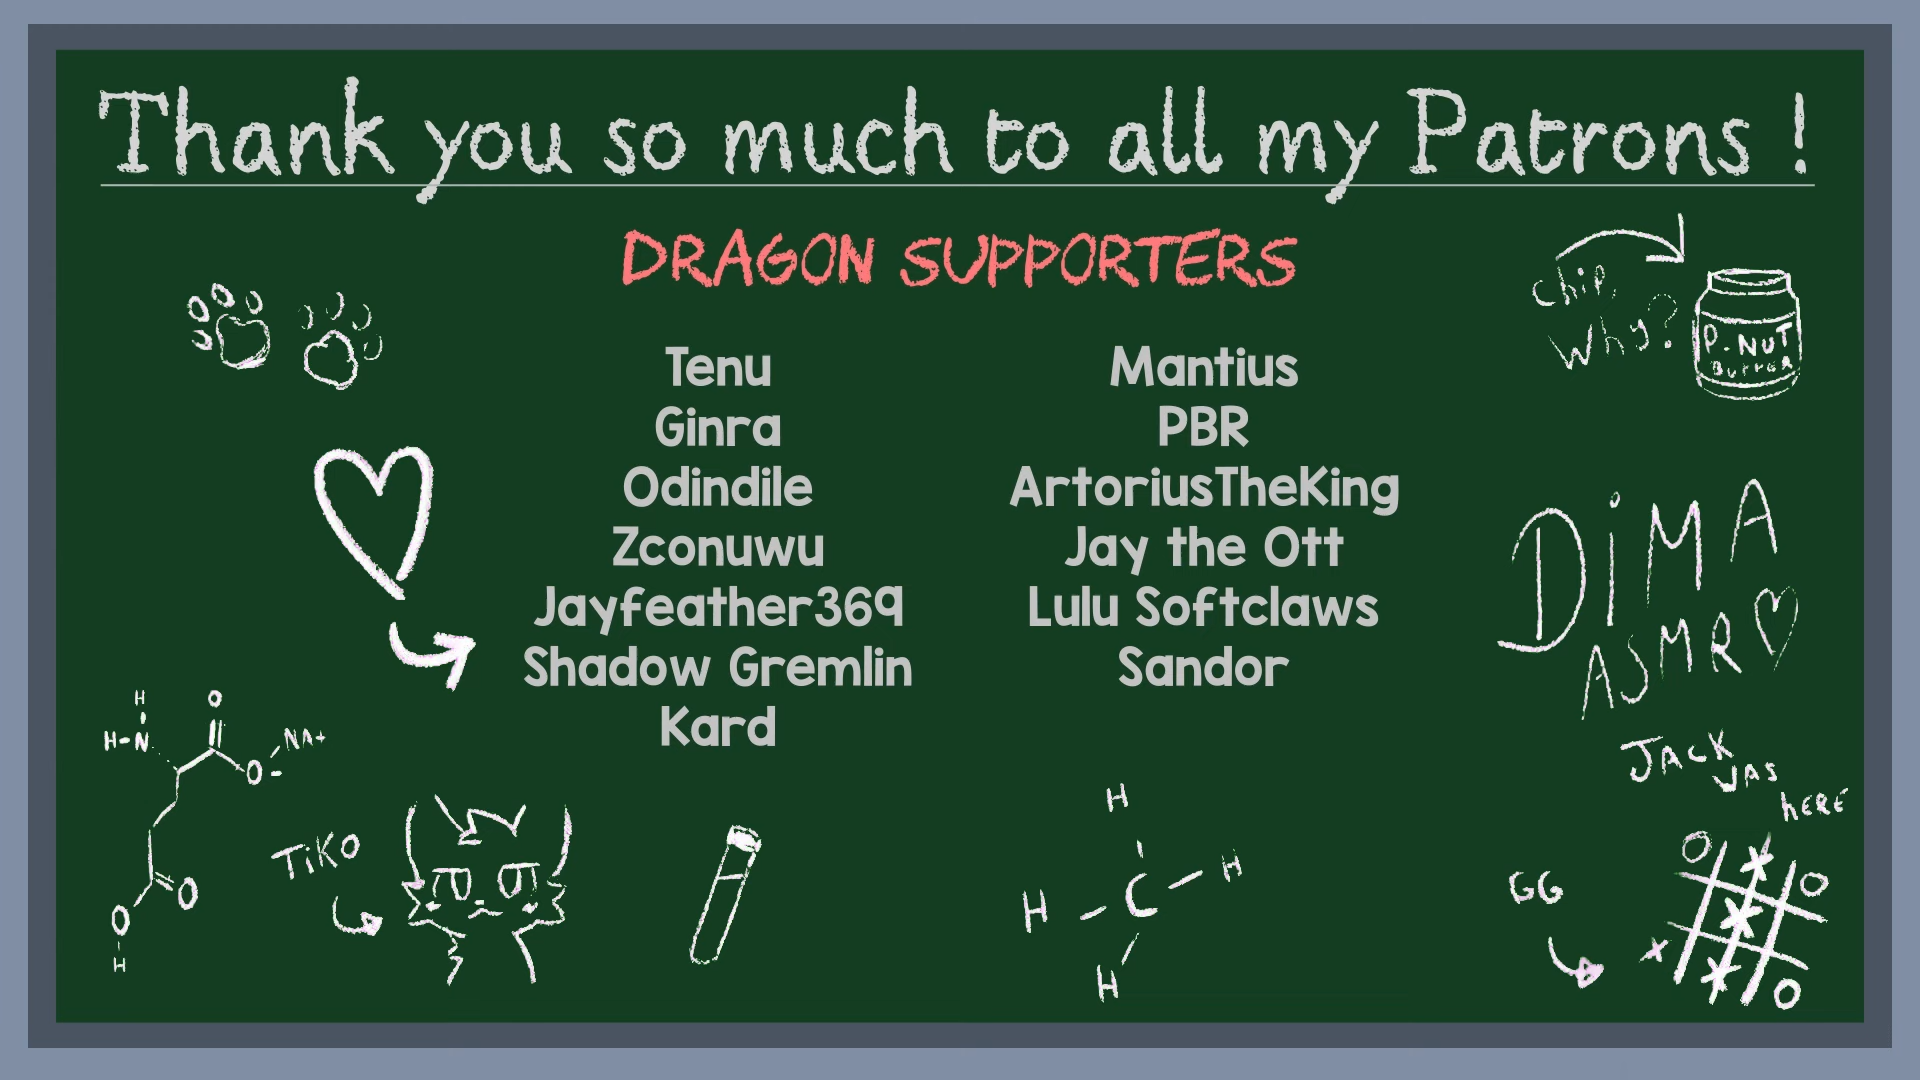 Thank you so much to all my Patrons !
DRAGON SUPPORTERS
Tenu
Ginra
Odindile
Zconuwu
Jayfeather369
Shadow Gremlin
Kard
Mantius
PBR
ArtoriusTheKing
Jay the Ott
Lulu Softclaws
Sandor
chip,
Why?
P.NUT
BUTTER
DiMA
ASMR
JACK
WAS
hERE
GG
O X O
X
X X O
TiKO
H
H-N
O
O-
NA+
O
O
H
H
H
C
H
H